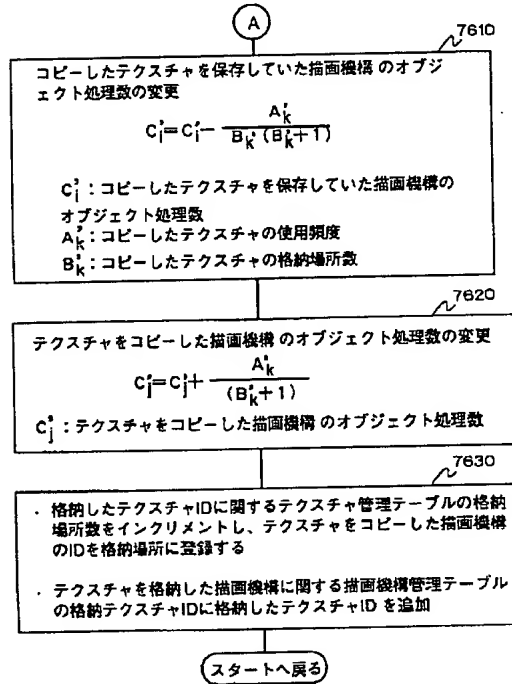 A
7610
コピーしたテクスチャを保存していた描画機構 のオブジ
ェクト処理数の変更
C'i=C'i- A'k / B'k (B'k+1)
C'i：コピーしたテクスチャを保存していた描画機構の
オブジェクト処理数
A'k：コピーしたテクスチャの使用頻度
B'k：コピーしたテクスチャの格納場所数
7620
テクスチャをコピーした描画機構 のオブジェクト処理数の変更
C'j=C'j+ A'k / (B'k+1)
C'j：テクスチャをコピーした描画機構 のオブジェクト処理数
7630
・ 格納したテクスチャIDに関するテクスチャ管理テーブルの格納
場所数をインクリメントし、テクスチャをコピーした描画機構
のIDを格納場所に登録する
・ テクスチャを格納した描画機構に関する描画機構管理テーブル
の格納テクスチャIDに格納したテクスチャID を追加
スタートへ戻る